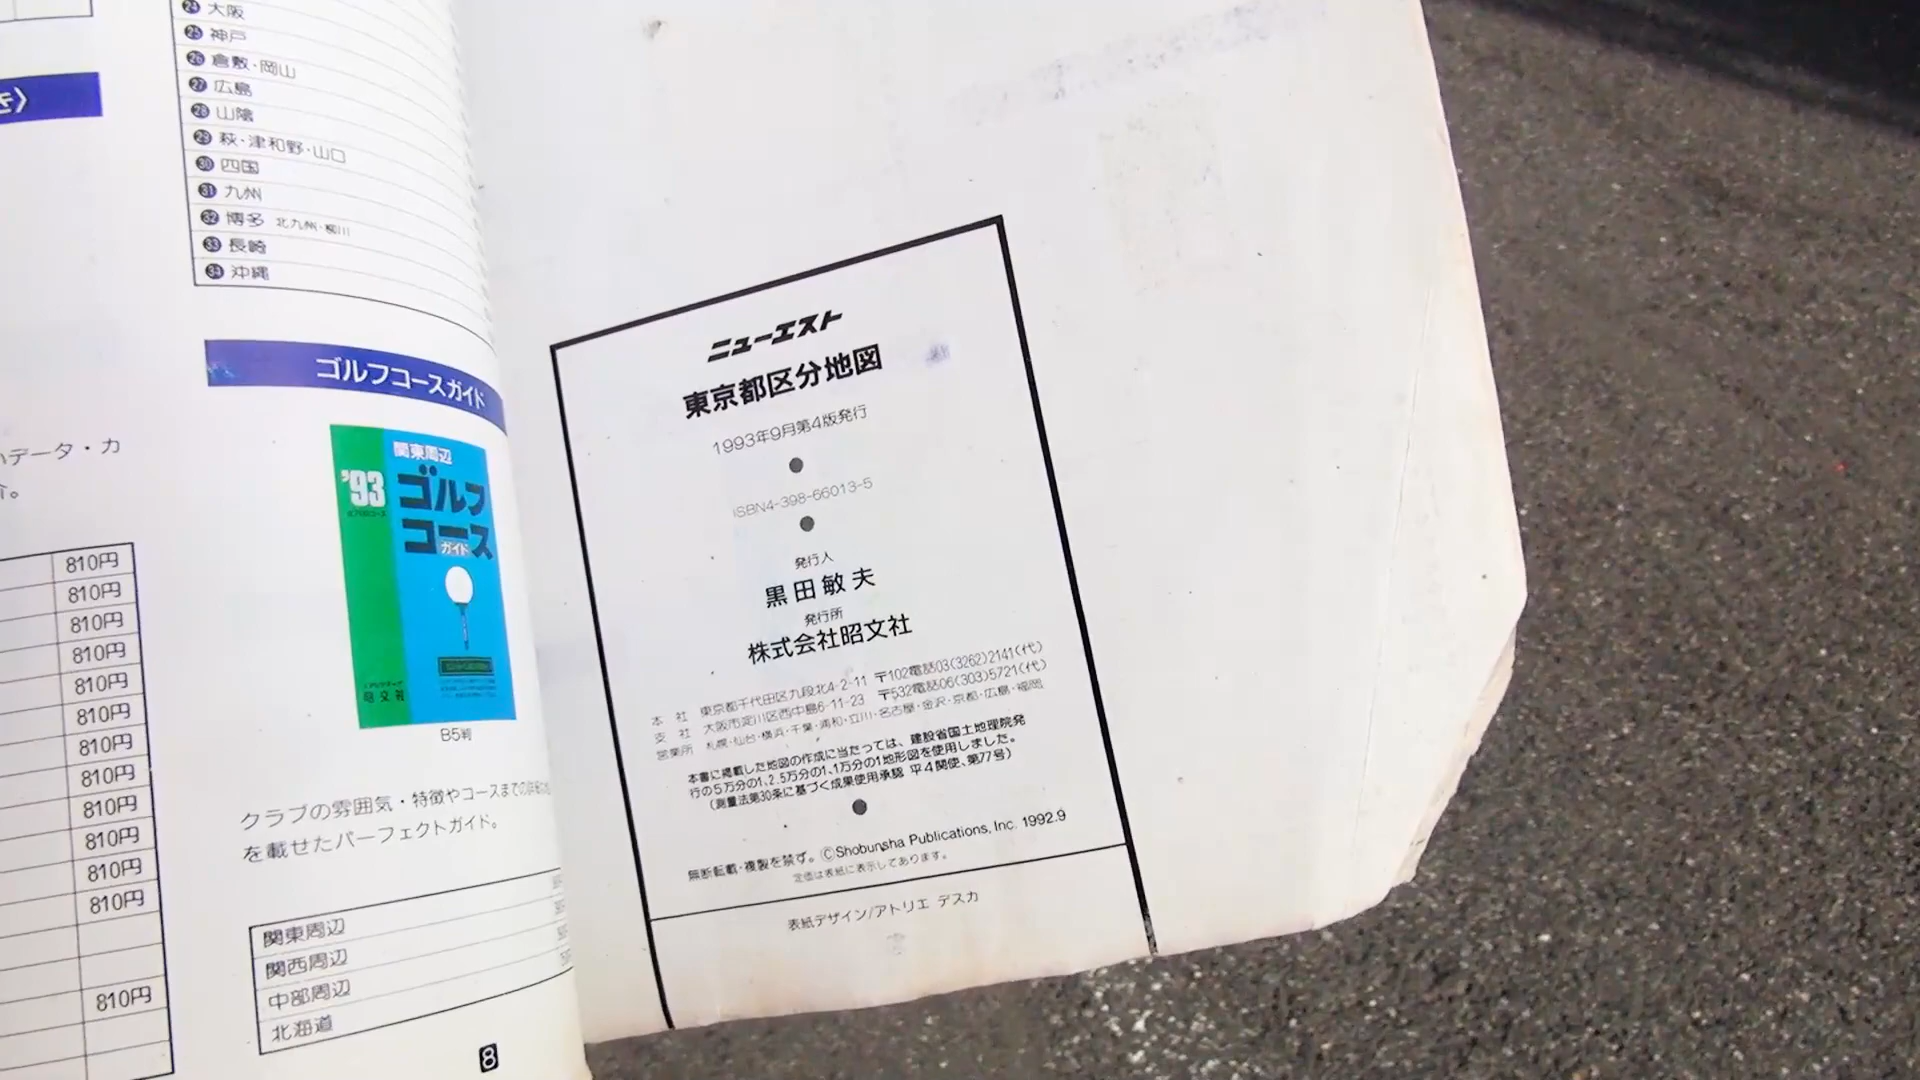 き〉
データ・カ
介。
810円
810円
810円
810円
810円
810円
810円
810円
810円
810円
810円
810円
810円
㉔ 大阪
㉕ 神戸
㉖ 倉敷・岡山
㉗ 広島
㉘ 山陰
㉙ 萩・津和野・山口
㉚ 四国
㉛ 九州
㉜ 博多 北九州・柳川
㉝ 長崎
㉞ 沖縄
ゴルフコースガイド
関東周辺
'93
ゴルフ
コース
ガイド
昭文社
B5判
クラブの雰囲気・特徴やコースまでの詳細
を載せたパーフェクトガイド。
関東周辺
関西周辺
中部周辺
北海道
8
ニューエスト
東京都区分地図
1993年9月第4版発行
ISBN4-398-66013-5
発行人
黒田敏夫
発行所
株式会社昭文社
本 社 東京都千代田区九段北4-2-11 〒102電話03(3262)2141(代)
支 社 大阪市淀川区西中島6-11-23 〒532電話06(303)5721(代)
営業所 札幌・仙台・横浜・千葉・浦和・立川・名古屋・金沢・京都・広島・福岡
本書に掲載した地図の作成に当たっては、建設省国土地理院発
行の5万分の1、2.5万分の1、1万分の1地形図を使用しました。
(測量法第30条に基づく成果使用承認 平4関使、第77号)
無断転載・複製を禁ず。©Shobunsha Publications, Inc. 1992.9
定価は表紙に表示してあります。
表紙デザイン/アトリエ デスカ